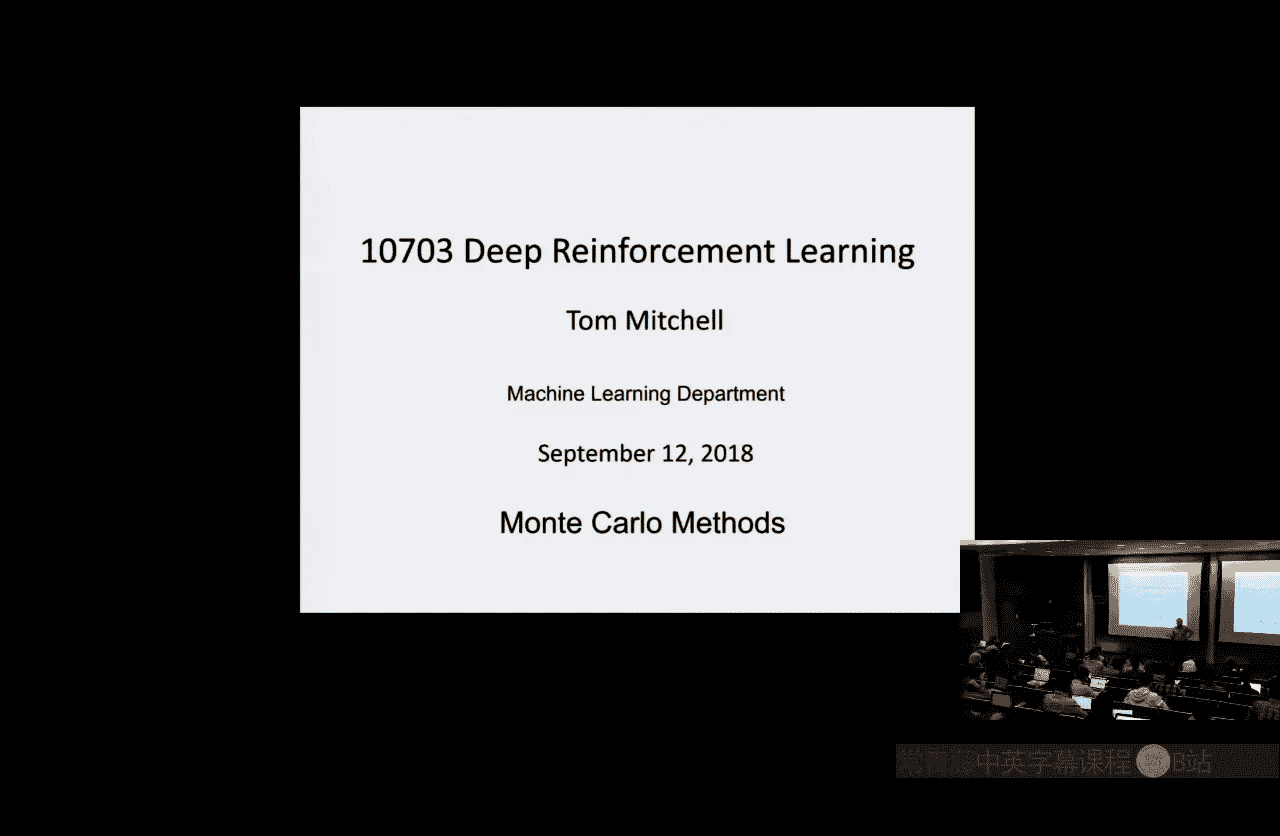 10703 Deep Reinforcement Learning
Tom Mitchell
Machine Learning Department
September 12, 2018
Monte Carlo Methods
中英字幕课程 B站